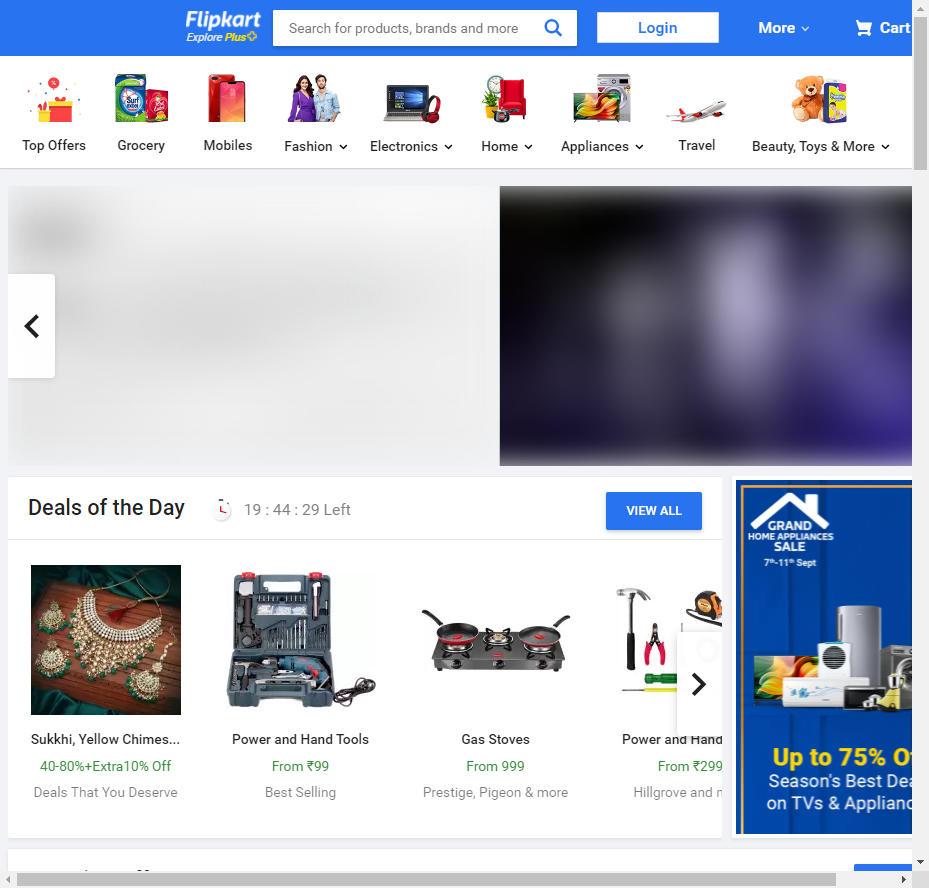 Flipkart
Explore Plus
Search for products, brands and more
Login
More
Cart
Top Offers
Grocery
Mobiles
Fashion
Electronics
Home
Appliances
Travel
Beauty, Toys & More
Deals of the Day
19 : 44 : 29 Left
VIEW ALL
Sukkhi, Yellow Chimes...
40-80%+Extra10% Off
Deals That You Deserve
Power and Hand Tools
From ₹99
Best Selling
Gas Stoves
From 999
Prestige, Pigeon & more
Power and Hand
From ₹299
Hillgrove and
GRAND
HOME APPLIANCES
SALE
7th-11th Sept
Up to 75% O
Season's Best Dea
on TVs & Applianc